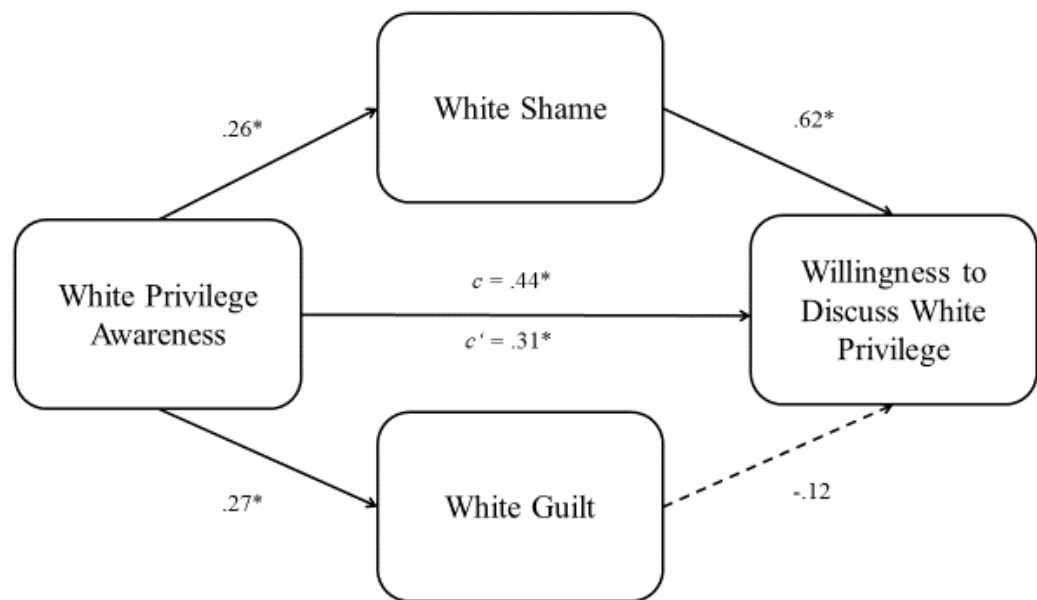 White Shame
.26*
.62*
White Privilege
Awareness
c = .44*
c‘ = .31*
Willingness to
Discuss White
Privilege
.27*
White Guilt
-.12